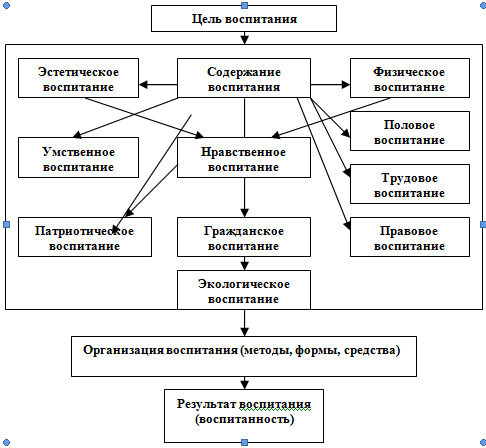 Цель воспитания
Эстетическое
воспитание
Содержание
воспитания
Физическое
воспитание
Половое
воспитание
Умственное
воспитание
Нравственное
воспитание
Трудовое
воспитание
Патриотическое
воспитание
Гражданское
воспитание
Правовое
воспитание
Экологическое
воспитание
Организация воспитания (методы, формы, средства)
Результат воспитания
(воспитанность)